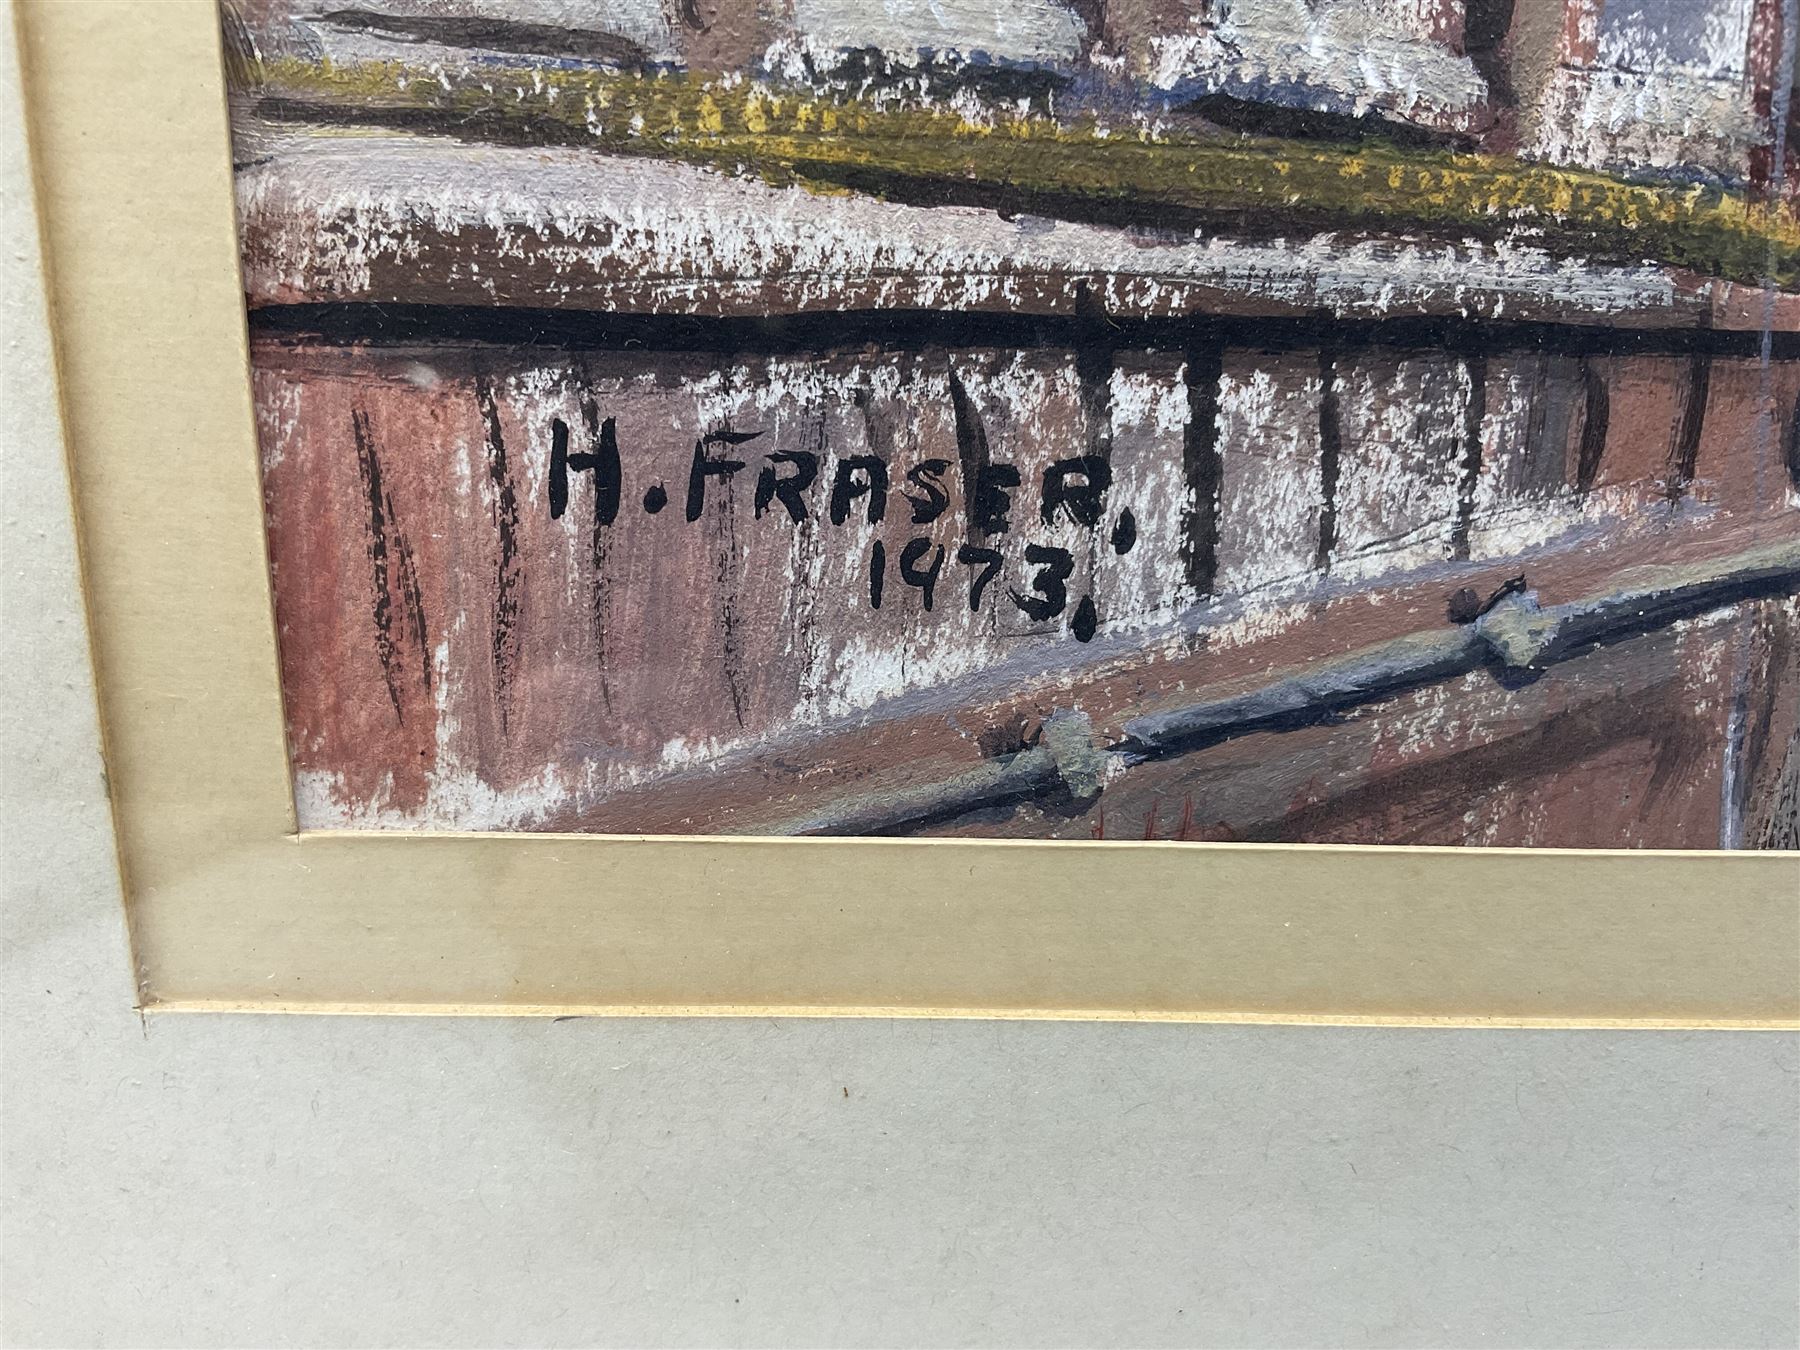 H. FRASER,
1973,